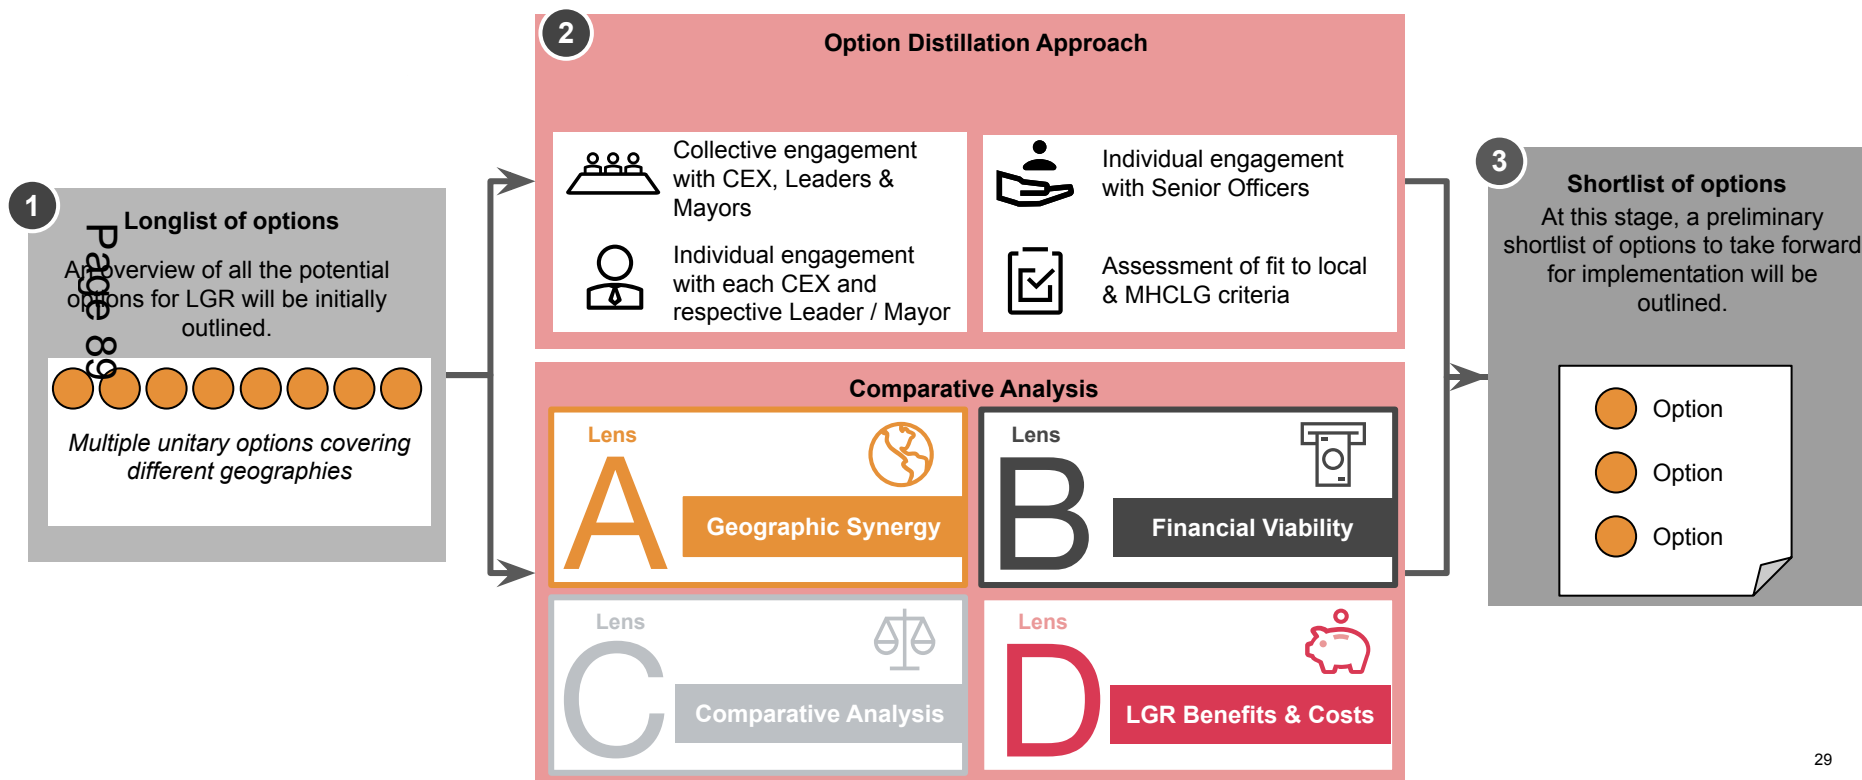 1
Longlist of options
An overview of all the potential
options for LGR will be initially
outlined.
Multiple unitary options covering
different geographies
Page 89
2
Option Distillation Approach
Collective engagement
with CEX, Leaders &
Mayors
Individual engagement
with each CEX and
respective Leader / Mayor
Individual engagement
with Senior Officers
Assessment of fit to local
& MHCLG criteria
Comparative Analysis
Lens
A
Geographic Synergy
Lens
B
Financial Viability
Lens
C
Comparative Analysis
Lens
D
LGR Benefits & Costs
3
Shortlist of options
At this stage, a preliminary
shortlist of options to take forward
for implementation will be
outlined.
Option
Option
Option
29